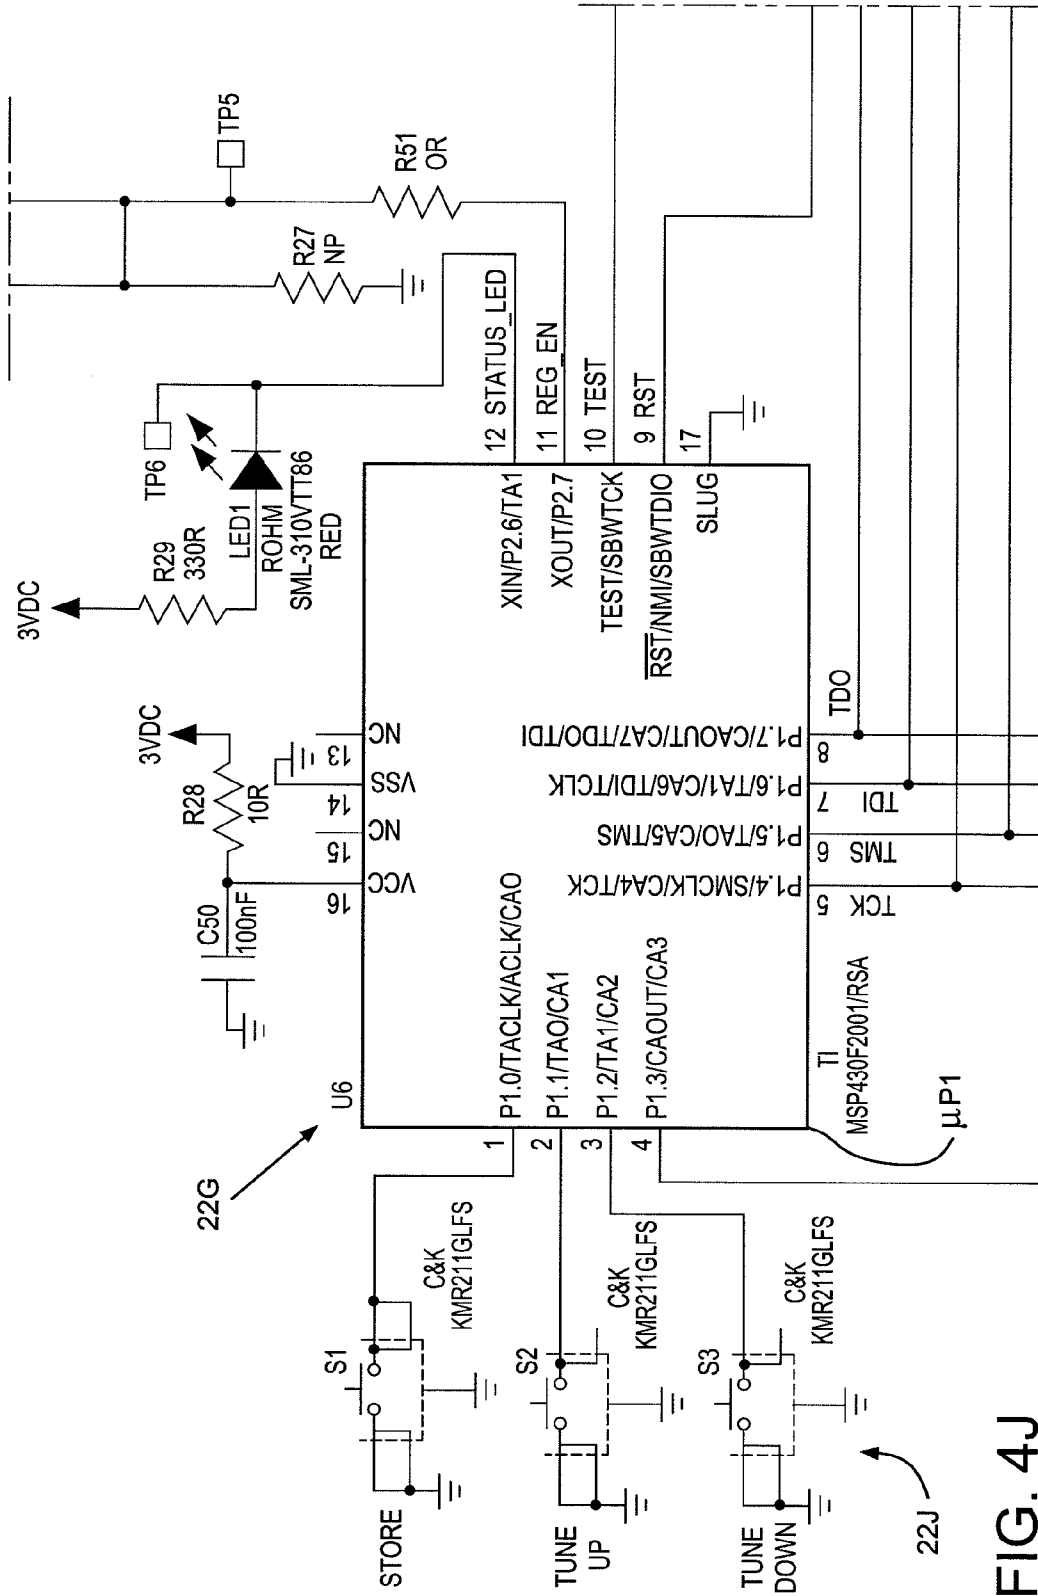 3VDC
R29
330R
TP6
LED1
ROHM
SML-310VTT86
RED
R27
NP
TP5
R51
OR
3VDC
R28
10R
C50
100nF
22G
U6
16
VCC
15
NC
14
VSS
13
NC
12 STATUS_LED
XIN/P2.6/TA1
11 REG_EN
XOUT/P2.7
10 TEST
TEST/SBWTCK
9 RST
RST/NMI/SBWTDIO
17
SLUG
1
P1.0/TACLK/ACLK/CAO
2
P1.1/TAO/CA1
3
P1.2/TA1/CA2
4
P1.3/CAOUT/CA3
P1.4/SMCLK/CA4/TCK
5
TCK
P1.5/TAO/CA5/TMS
6
TMS
P1.6/TA1/CA6/TDI/TCLK
7
TDI
P1.7/CAOUT/CA7/TDO/TDI
8
TDO
TI
MSP430F2001/RSA
µP1
S1
C&K
KMR211GLFS
STORE
S2
C&K
KMR211GLFS
TUNE
UP
S3
C&K
KMR211GLFS
TUNE
DOWN
22J
FIG. 4J